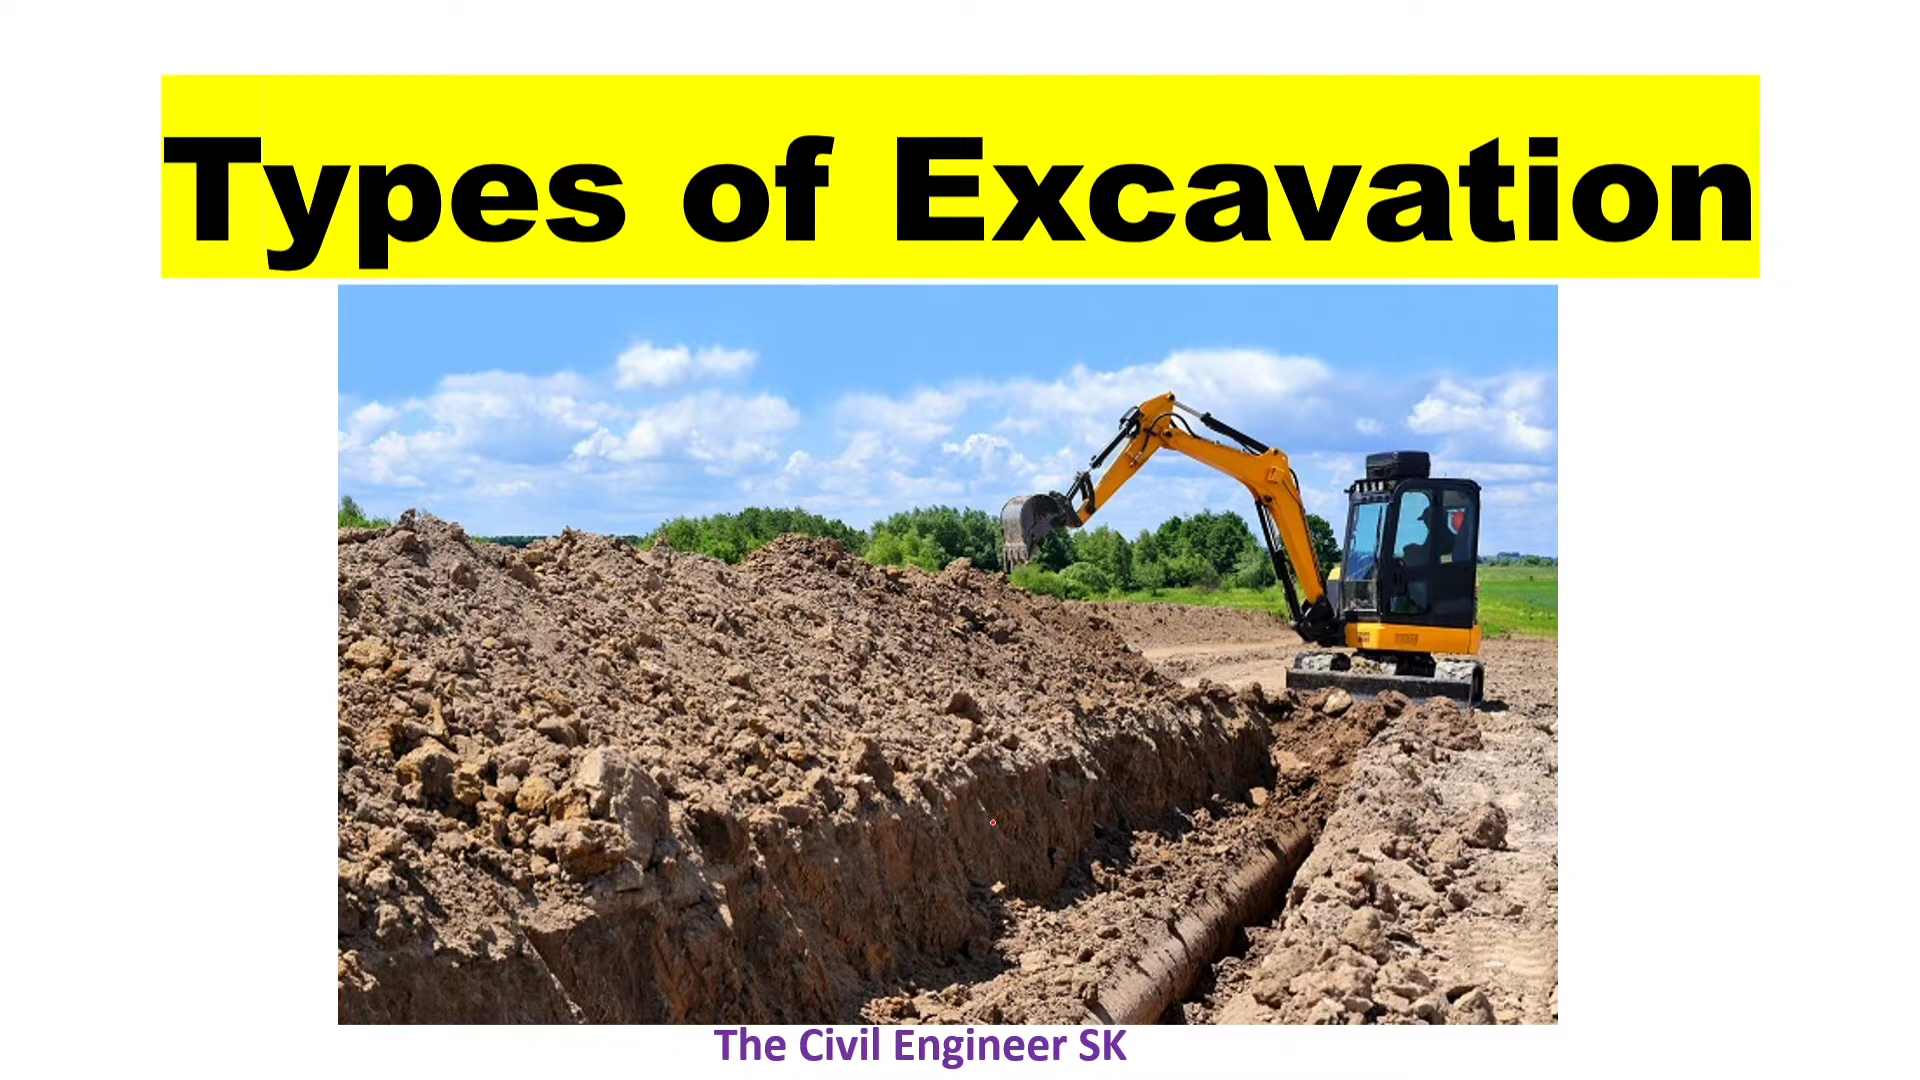 Types of Excavation
The Civil Engineer SK